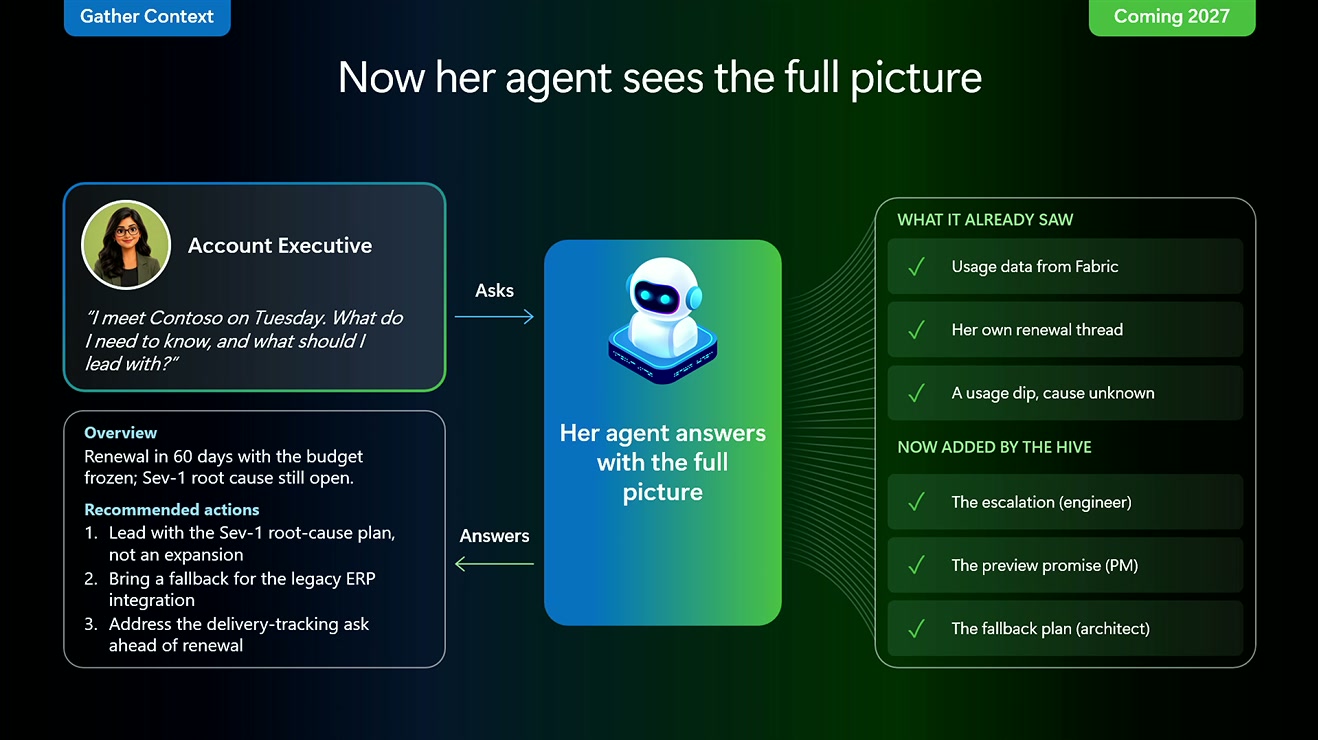 Gather Context
Coming 2027
Now her agent sees the full picture
Account Executive
“I meet Contoso on Tuesday. What do
I need to know, and what should I
lead with?”
Asks
Overview
Renewal in 60 days with the budget
frozen; Sev-1 root cause still open.
Recommended actions
1. Lead with the Sev-1 root-cause plan,
not an expansion
2. Bring a fallback for the legacy ERP
integration
3. Address the delivery-tracking ask
ahead of renewal
Answers
Her agent answers
with the full
picture
WHAT IT ALREADY SAW
✓ Usage data from Fabric
✓ Her own renewal thread
✓ A usage dip, cause unknown
NOW ADDED BY THE HIVE
✓ The escalation (engineer)
✓ The preview promise (PM)
✓ The fallback plan (architect)